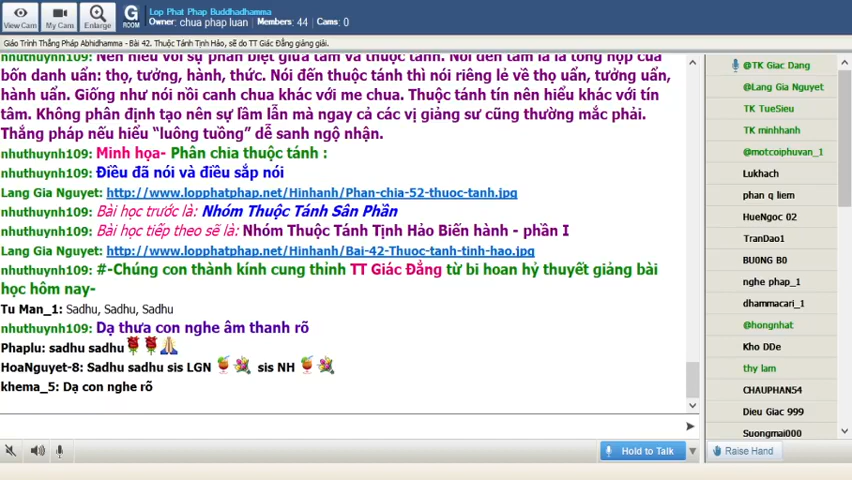 View Cam
My Cams
Enlarge
G
ROOM
Lop Phat Phap Buddhadhamma
Owner: chua phap luan Members: 44 Cams: 0
Giáo Trình Thắng Pháp Abhidhamma - Bài 42. Thuộc Tánh Tịnh Hảo, sẽ do TT Giác Đẳng giảng giải.
nhuthuynh109: Nên hiểu với sự phân biệt giữa tâm và thuộc tánh. Nói đến tâm là là tổng hợp của
bốn danh uẩn: thọ, tưởng, hành, thức. Nói đến thuộc tánh thì nói riêng lẻ về thọ uẩn, tưởng uẩn,
hành uẩn. Giống như nói nồi canh chua khác với me chua. Thuộc tánh tín nên hiểu khác với tín
tâm. Không phân định tạo nên sự lầm lẫn mà ngay cả các vị giảng sư cũng thường mắc phải.
Thắng pháp nếu hiểu “luông tuồng” dễ sanh ngộ nhận.
nhuthuynh109: Minh họa- Phân chia thuộc tánh :
nhuthuynh109: Điều đã nói và điều sắp nói
Lang Gia Nguyet: http://www.lopphatphap.net/Hinhanh/Phan-chia-52-thuoc-tanh.jpg
nhuthuynh109: Bài học trước là: Nhóm Thuộc Tánh Sân Phần
nhuthuynh109: Bài học tiếp theo sẽ là: Nhóm Thuộc Tánh Tịnh Hảo Biến hành - phần I
Lang Gia Nguyet: http://www.lopphatphap.net/Hinhanh/Bai-42-Thuoc-tanh-tinh-hao.jpg
nhuthuynh109: #-Chúng con thành kính cung thỉnh TT Giác Đẳng từ bi hoan hỷ thuyết giảng bài
học hôm nay-
Tu Man_1: Sadhu, Sadhu, Sadhu
nhuthuynh109: Dạ thưa con nghe âm thanh rõ
Phaplu: sadhu sadhu
HoaNguyet-8: Sadhu sadhu sis LGN sis NH
khema_5: Dạ con nghe rõ
Hold to Talk
@TK Giac Dang
@Lang Gia Nguyet
TK TueSieu
TK minhhanh
@motcoiphuvan_1
Lukhach
phan q liem
HueNgoc 02
TranDao1
BU0NG B0
nghe phap_1
dhammacari_1
@hongnhat
Kho DDe
thy lam
CHAUPHAN54
Dieu Giac 999
Suongmai000
Raise Hand